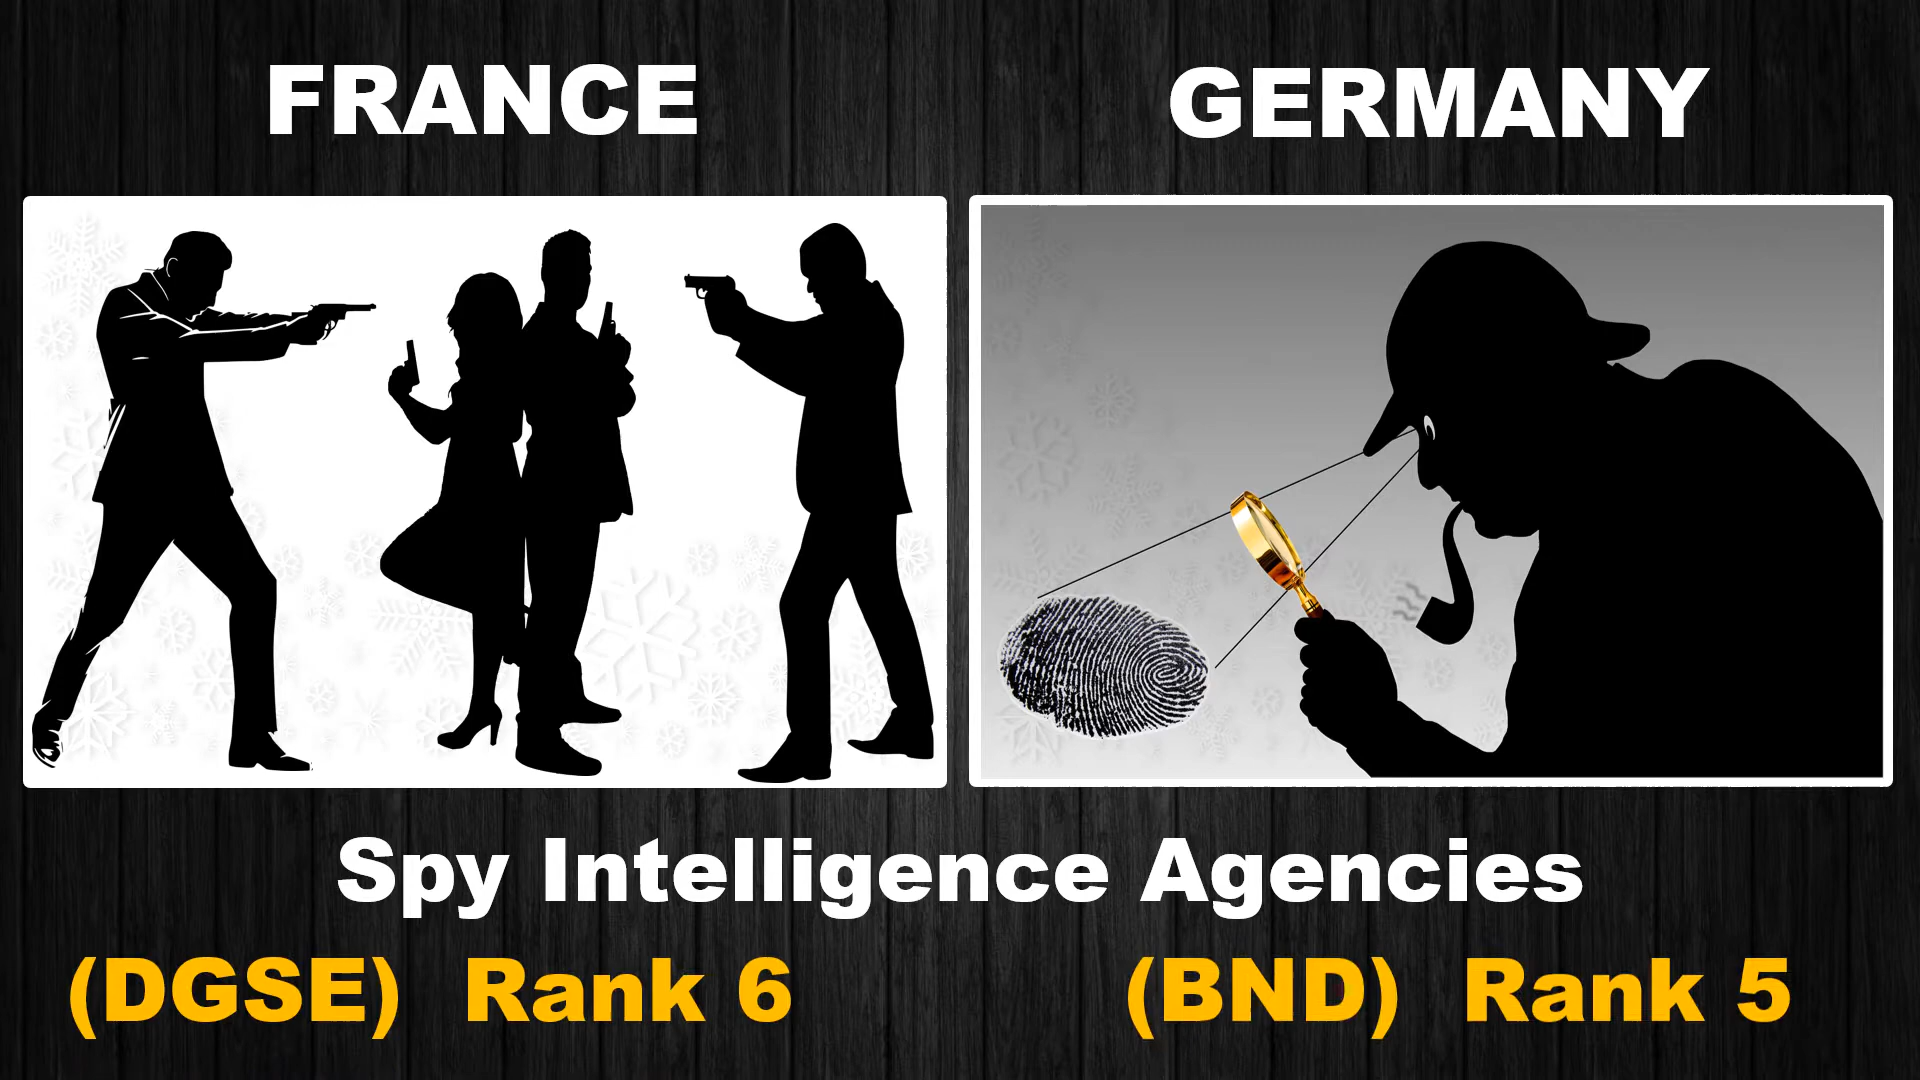 FRANCE
GERMANY
Spy Intelligence Agencies
(DGSE) Rank 6
(BND) Rank 5